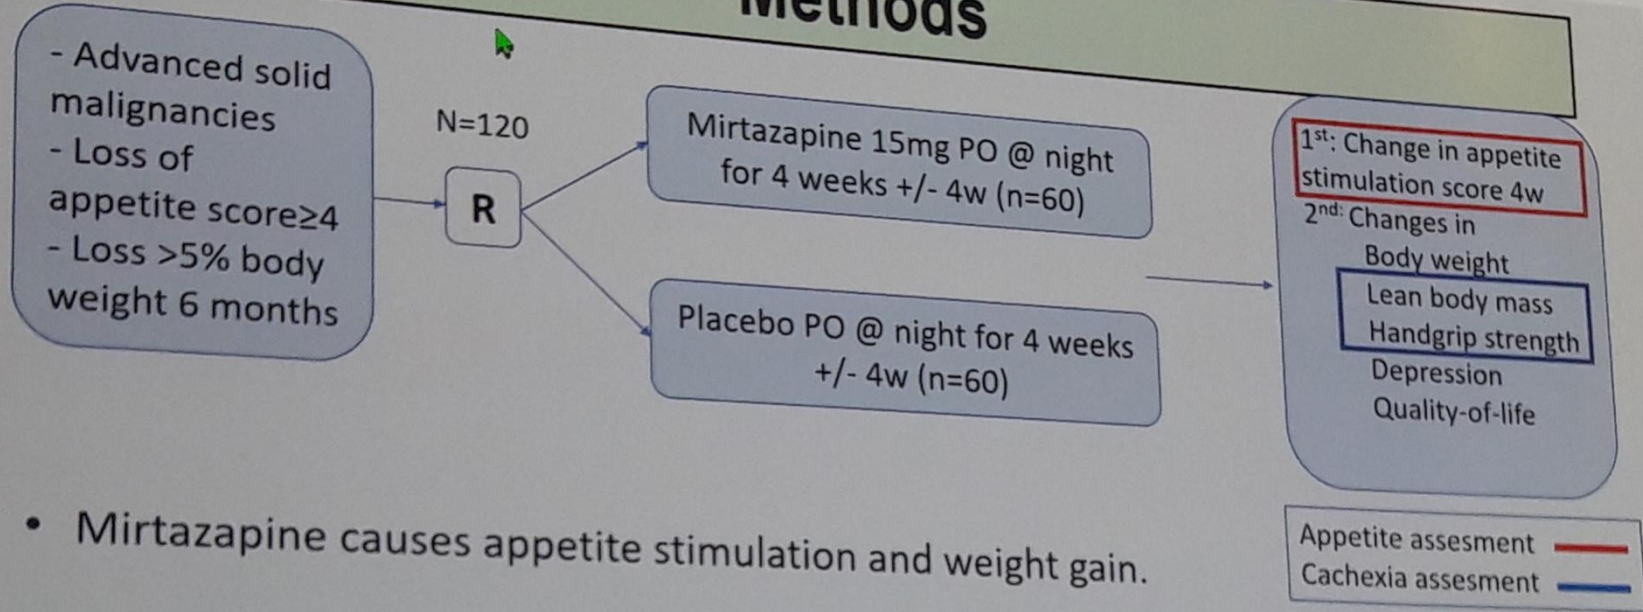 Methods
- Advanced solid
malignancies
- Loss of
appetite score≥4
- Loss >5% body
weight 6 months
N=120
R
Mirtazapine 15mg PO @ night
for 4 weeks +/- 4w (n=60)
Placebo PO @ night for 4 weeks
+/- 4w (n=60)
1st: Change in appetite
stimulation score 4w
2nd: Changes in
Body weight
Lean body mass
Handgrip strength
Depression
Quality-of-life
• Mirtazapine causes appetite stimulation and weight gain.
Appetite assesment
Cachexia assesment